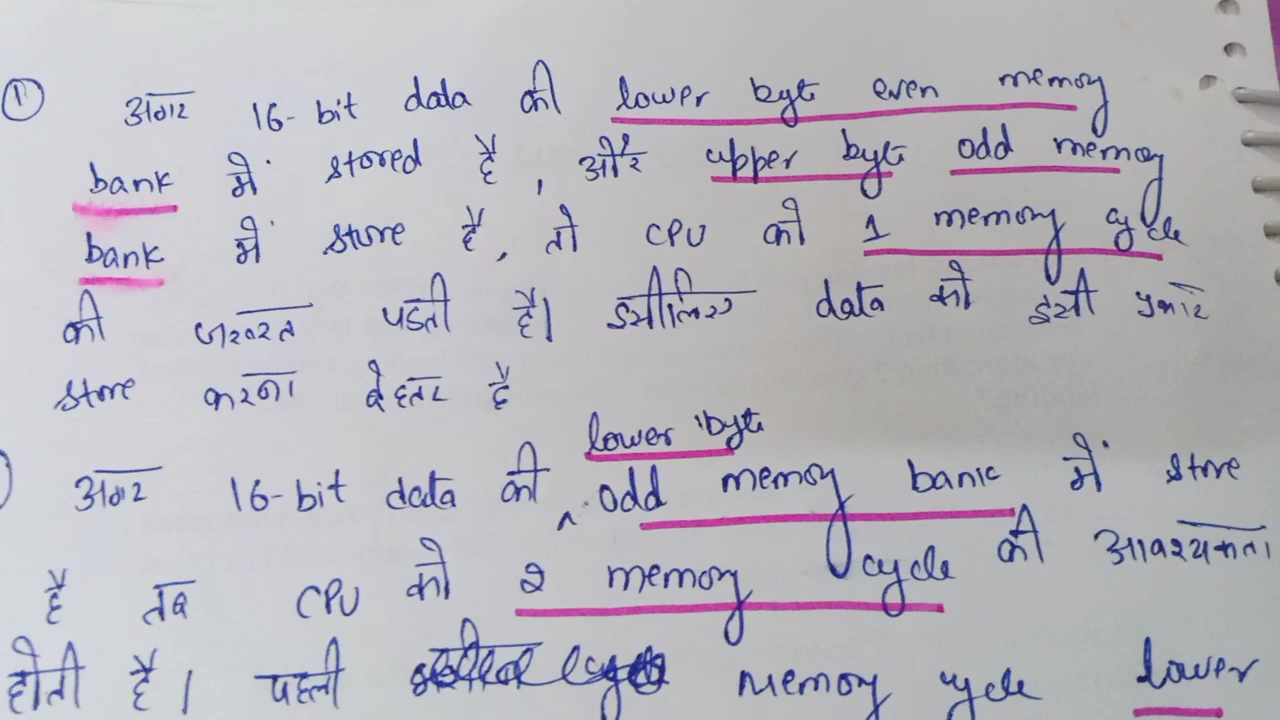 ① अगर 16-bit data की lower byte even memory
bank में stored है, और upper byte odd memory
bank में store है, तो CPU को 1 memory cycle
की जरूरत पडती है। इसीलिए data को इसी प्रकार
store करना बेहतर है
lower byte
अगर 16-bit data की ^ odd memory bank में store
है तब CPU को 2 memory cycle की आवश्यकता
होती है। पहली memory cycle lower